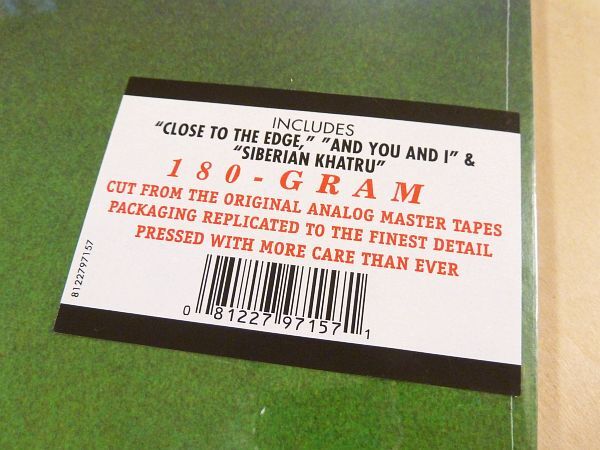 INCLUDES
“CLOSE TO THE EDGE,” “AND YOU AND I” &
“SIBERIAN KHATRU”
180-GRAM
CUT FROM THE ORIGINAL ANALOG MASTER TAPES
PACKAGING REPLICATED TO THE FINEST DETAIL
PRESSED WITH MORE CARE THAN EVER
8122797157
0 81227 97157 1